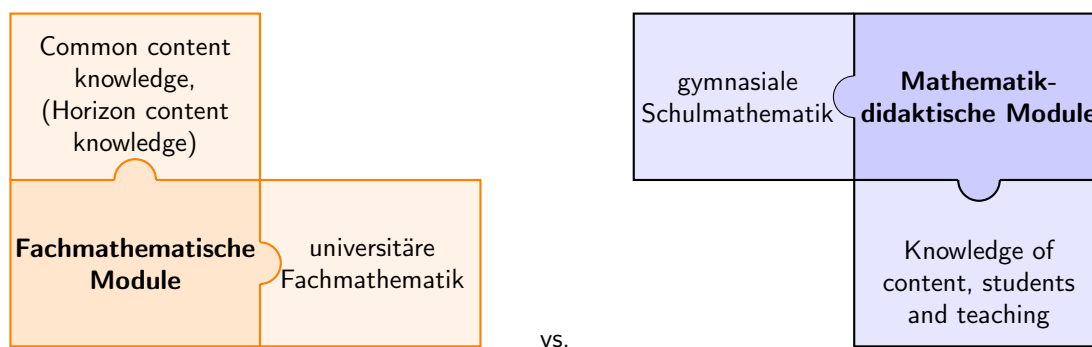 Common content
knowledge,
(Horizon content
knowledge)
Fachmathematische
Module
universitäre
Fachmathematik
vs.
gymnasiale
Schulmathematik
Mathematik-
didaktische Module
Knowledge of
content, students
and teaching